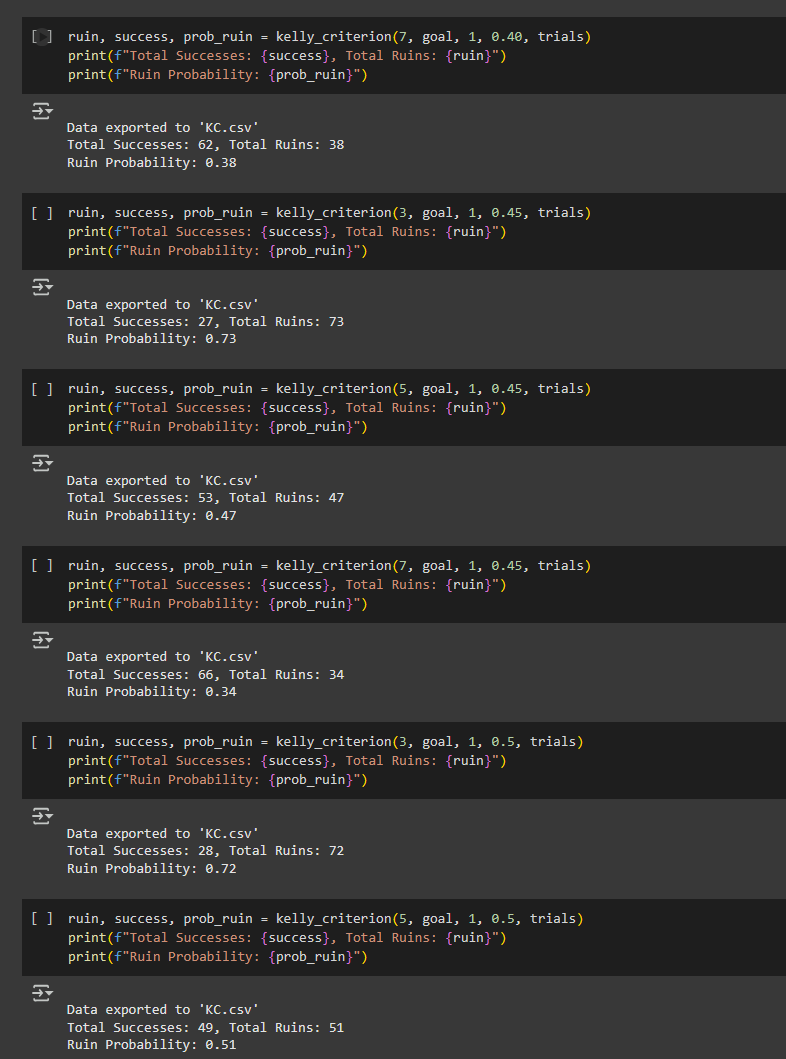 [ ] ruin, success, prob_ruin = kelly_criterion(7, goal, 1, 0.40, trials)
print(f"Total Successes: {success}, Total Ruins: {ruin}")
print(f"Ruin Probability: {prob_ruin}")
Data exported to 'KC.csv'
Total Successes: 62, Total Ruins: 38
Ruin Probability: 0.38
[ ] ruin, success, prob_ruin = kelly_criterion(3, goal, 1, 0.45, trials)
print(f"Total Successes: {success}, Total Ruins: {ruin}")
print(f"Ruin Probability: {prob_ruin}")
Data exported to 'KC.csv'
Total Successes: 27, Total Ruins: 73
Ruin Probability: 0.73
[ ] ruin, success, prob_ruin = kelly_criterion(5, goal, 1, 0.45, trials)
print(f"Total Successes: {success}, Total Ruins: {ruin}")
print(f"Ruin Probability: {prob_ruin}")
Data exported to 'KC.csv'
Total Successes: 53, Total Ruins: 47
Ruin Probability: 0.47
[ ] ruin, success, prob_ruin = kelly_criterion(7, goal, 1, 0.45, trials)
print(f"Total Successes: {success}, Total Ruins: {ruin}")
print(f"Ruin Probability: {prob_ruin}")
Data exported to 'KC.csv'
Total Successes: 66, Total Ruins: 34
Ruin Probability: 0.34
[ ] ruin, success, prob_ruin = kelly_criterion(3, goal, 1, 0.5, trials)
print(f"Total Successes: {success}, Total Ruins: {ruin}")
print(f"Ruin Probability: {prob_ruin}")
Data exported to 'KC.csv'
Total Successes: 28, Total Ruins: 72
Ruin Probability: 0.72
[ ] ruin, success, prob_ruin = kelly_criterion(5, goal, 1, 0.5, trials)
print(f"Total Successes: {success}, Total Ruins: {ruin}")
print(f"Ruin Probability: {prob_ruin}")
Data exported to 'KC.csv'
Total Successes: 49, Total Ruins: 51
Ruin Probability: 0.51